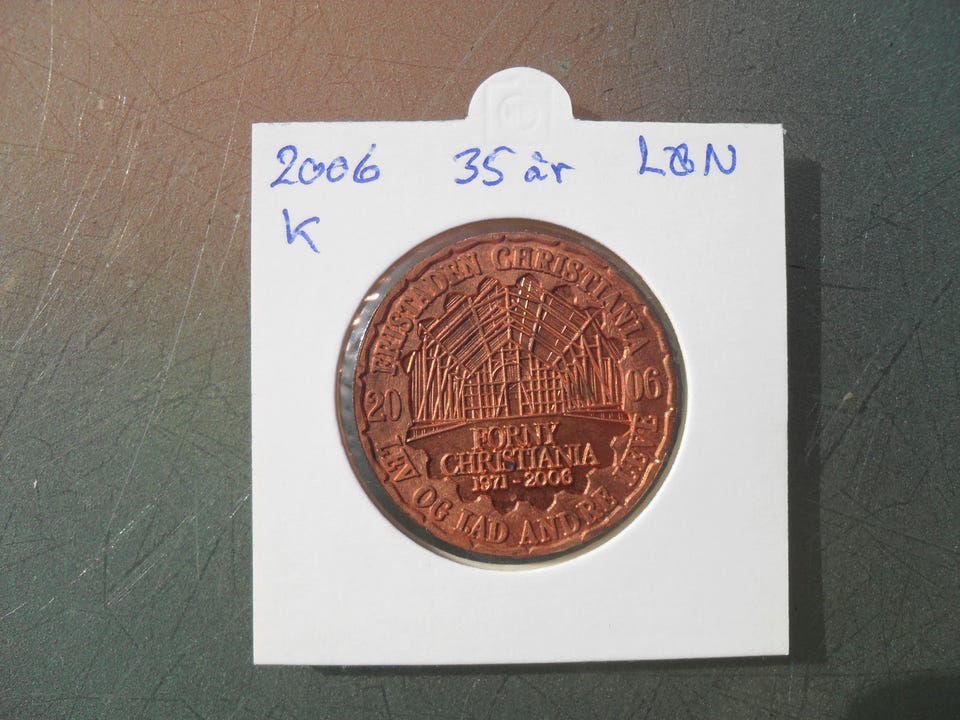 2006 35 år LØN
K
FRISTADEN CHRISTIANIA
20 06
FORNY
CHRISTIANIA
1971-2006
LEV OG LAD ANDRE LEVE